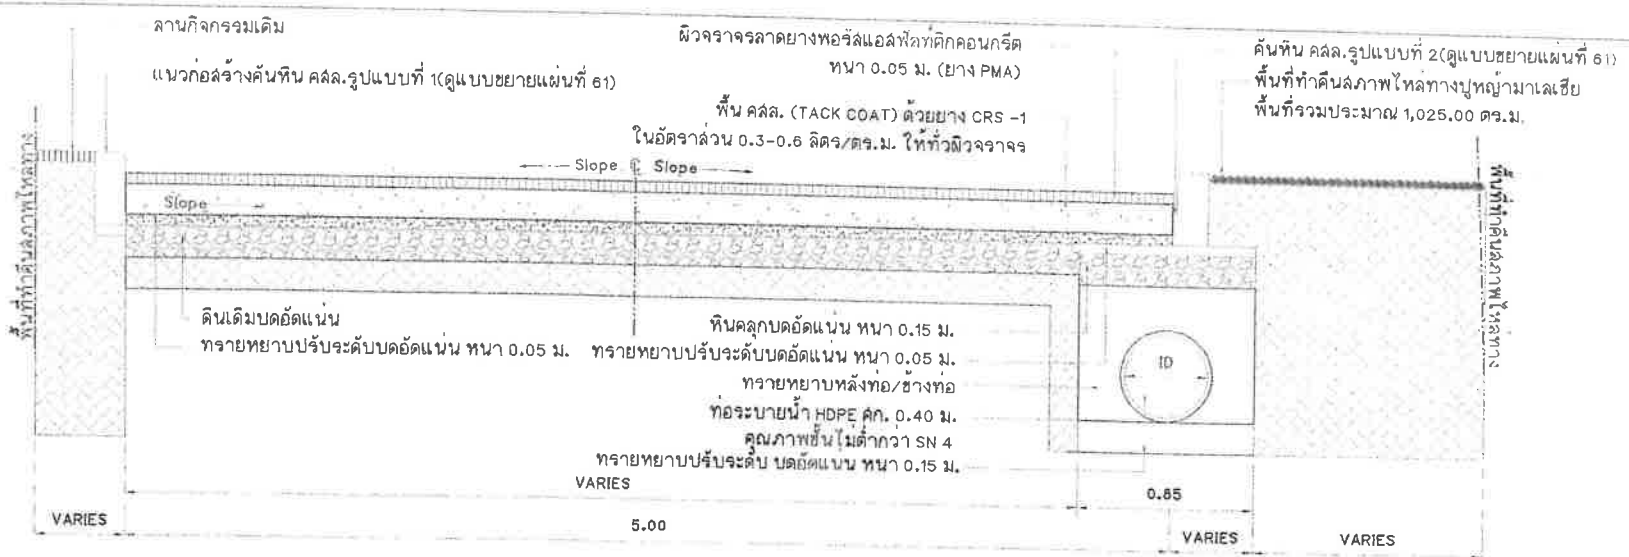 ลานกิจกรรมเดิม
แนวก่อสร้างคันหิน คสล.รูปแบบที่ 1(ดูแบบขยายแผ่นที่ 61)
ผิวจราจรลาดยางพอรัสแอสฟัลท์ติกคอนกรีต
หนา 0.05 ม. (ยาง PMA)
พื้น คสล. (TACK COAT) ด้วยยาง CRS -1
ในอัตราส่วน 0.3-0.6 ลิตร/ตร.ม. ให้ทั่วผิวจราจร
คันหิน คสล.รูปแบบที่ 2(ดูแบบขยายแผ่นที่ 61)
พื้นที่ทำคืนสภาพไหล่ทางปูหญ้ามาเลเซีย
พื้นที่รวมประมาณ 1,025.00 ตร.ม.
พื้นที่ทำคืนสภาพไหล่ทาง
Slope ℄ Slope
Slope
พื้นที่ทำคืนสภาพไหล่ทาง
ดินเดิมบดอัดแน่น
ทรายหยาบปรับระดับบดอัดแน่น หนา 0.05 ม.
หินคลุกบดอัดแน่น หนา 0.15 ม.
ทรายหยาบปรับระดับบดอัดแน่น หนา 0.05 ม.
ทรายหยาบหลังท่อ/ข้างท่อ
ท่อระบายน้ำ HDPE ศก. 0.40 ม.
คุณภาพชั้นไม่ต่ำกว่า SN 4
ทรายหยาบปรับระดับ บดอัดแน่น หนา 0.15 ม.
ID
VARIES
0.85
VARIES
5.00
VARIES
VARIES